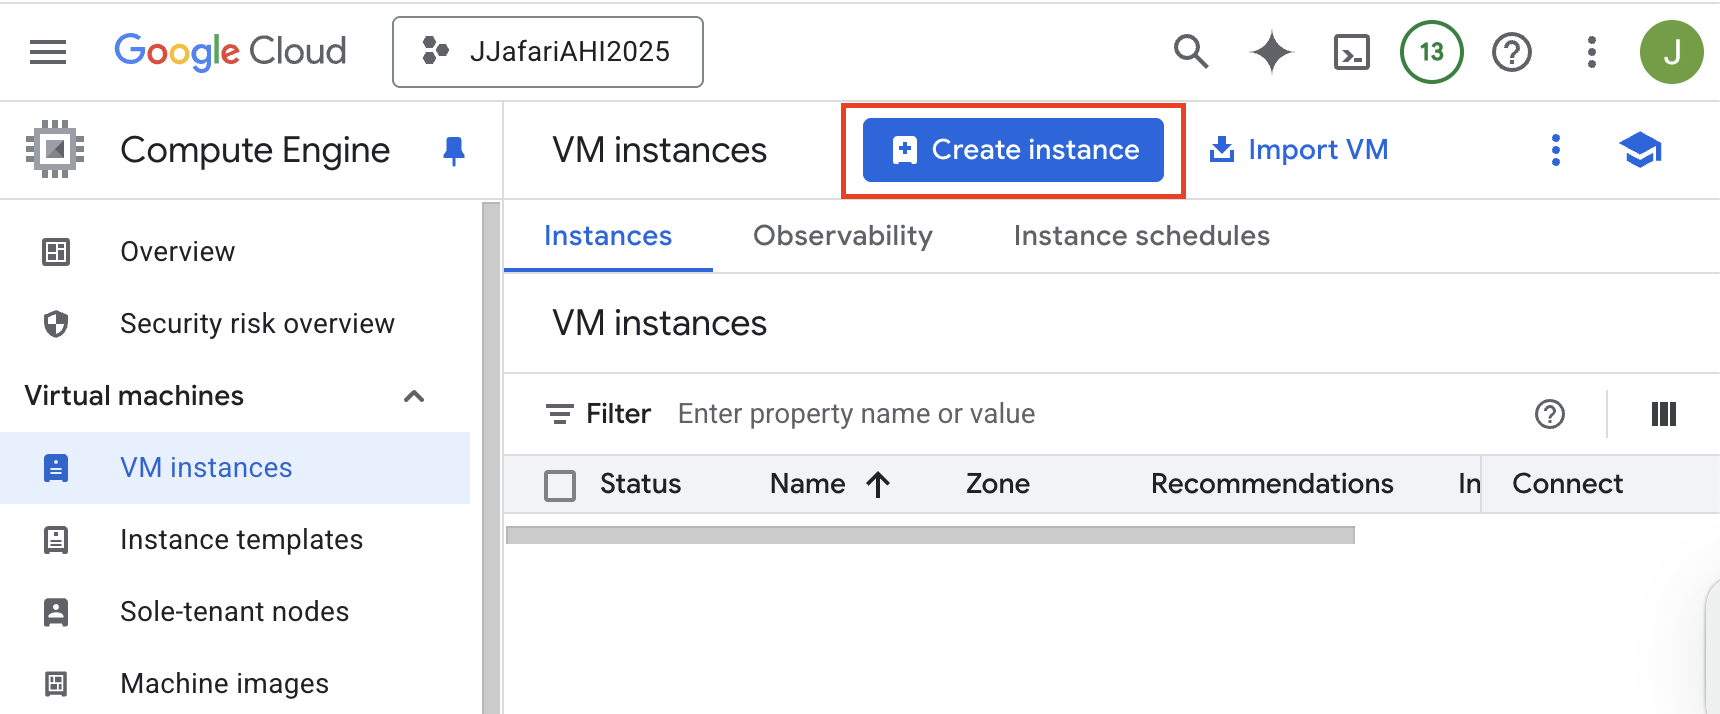 Google Cloud
JJafariAHI2025
13
J
Compute Engine
VM instances
Create instance
Import VM
Overview
Security risk overview
Virtual machines
VM instances
Instance templates
Sole-tenant nodes
Machine images
Instances
Observability
Instance schedules
VM instances
Filter Enter property name or value
Status Name Zone Recommendations In Connect